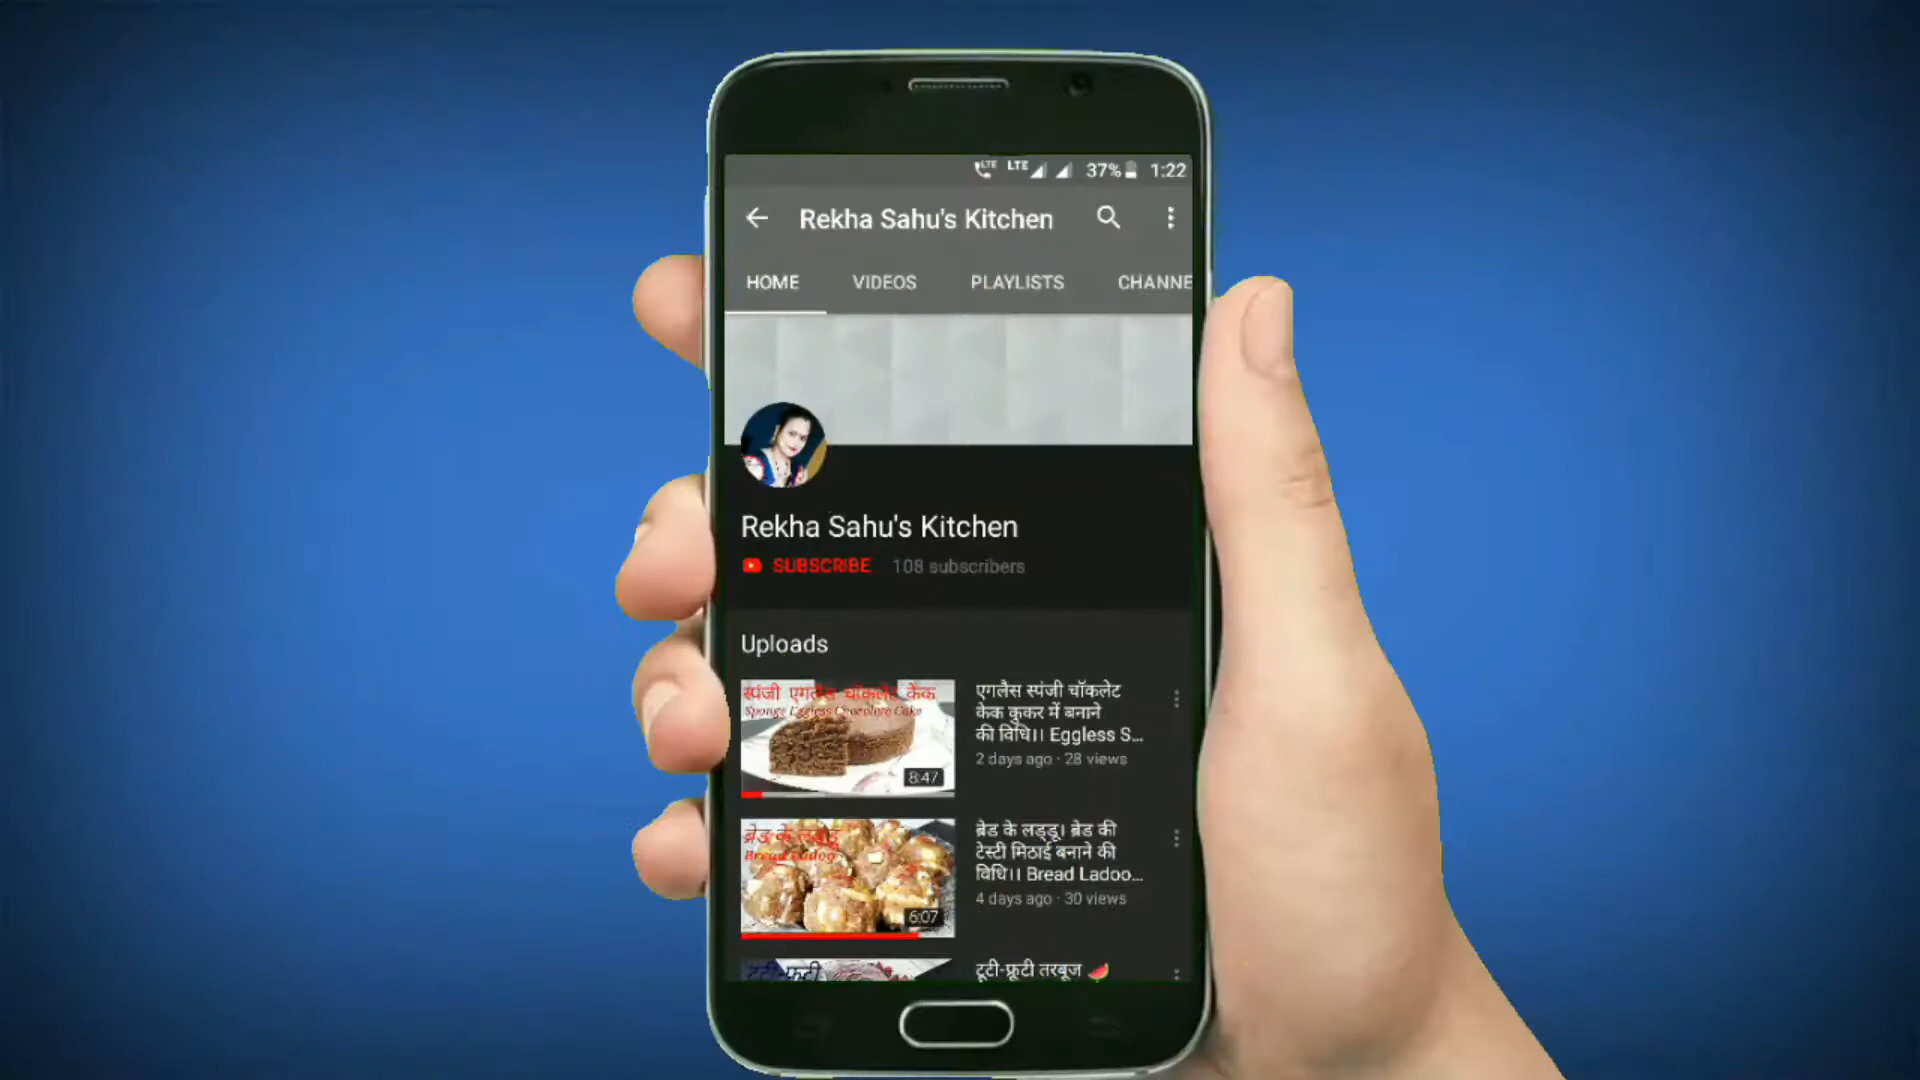 LTE LTE 37% 1:22
Rekha Sahu's Kitchen
HOME VIDEOS PLAYLISTS CHANNE
Rekha Sahu's Kitchen
SUBSCRIBE 108 subscribers
Uploads
स्पंजी एगलैस चॉकलेट केक
Sponge Eggless Chocolate Cake
8:47
एगलैस स्पंजी चॉकलेट
केक कुकर में बनाने
की विधि।। Eggless S...
2 days ago · 28 views
ब्रेड के लड्डू
Bread Ladoo
6:07
ब्रेड के लड्डू। ब्रेड की
टेस्टी मिठाई बनाने की
विधि।। Bread Ladoo...
4 days ago · 30 views
टूटी-फ्रूटी
टूटी-फ्रूटी तरबूज 🍉